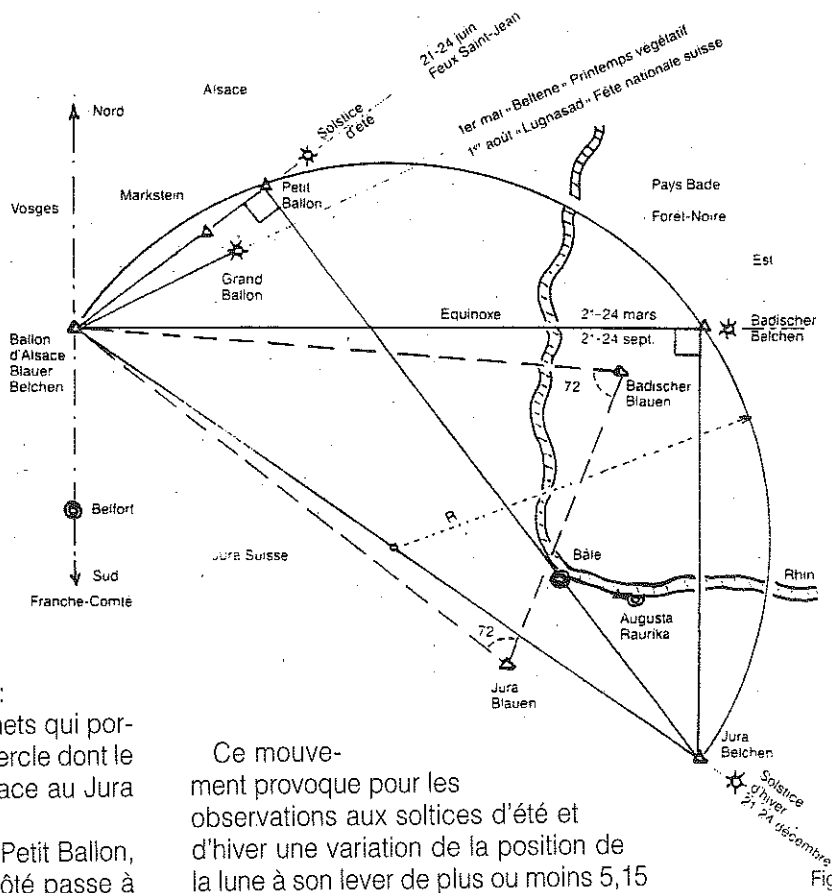 21-24 juin
Feux Saint-Jean
1er mai «Beltene» Printemps végétatif
1er août «Lugnasad» Fête nationale suisse
Alsace
Nord
Solstice
d'été
Markstein
Petit
Ballon
Vosges
Pays Bade
Forêt-Noire
Grand
Ballon
Est
Equinoxe
21-24 mars
21-24 sept.
Badischer
Belchen
Ballon
d'Alsace
Blauer
Belchen
72
Badischer
Blauen
R
Belfort
Jura Suisse
Bâle
Sud
Rhin
Franche-Comté
Augusta
Raurika
72
Jura
Blauen
Jura
Belchen
Solstice
d'hiver
21-24 décembre
Fig
:
nets qui por-
ercle dont le
ace au Jura
Petit Ballon,
ôté passe à
Ce mouve-
ment provoque pour les
observations aux soltices d'été et
d'hiver une variation de la position de
la lune à son lever de plus ou moins 5,15